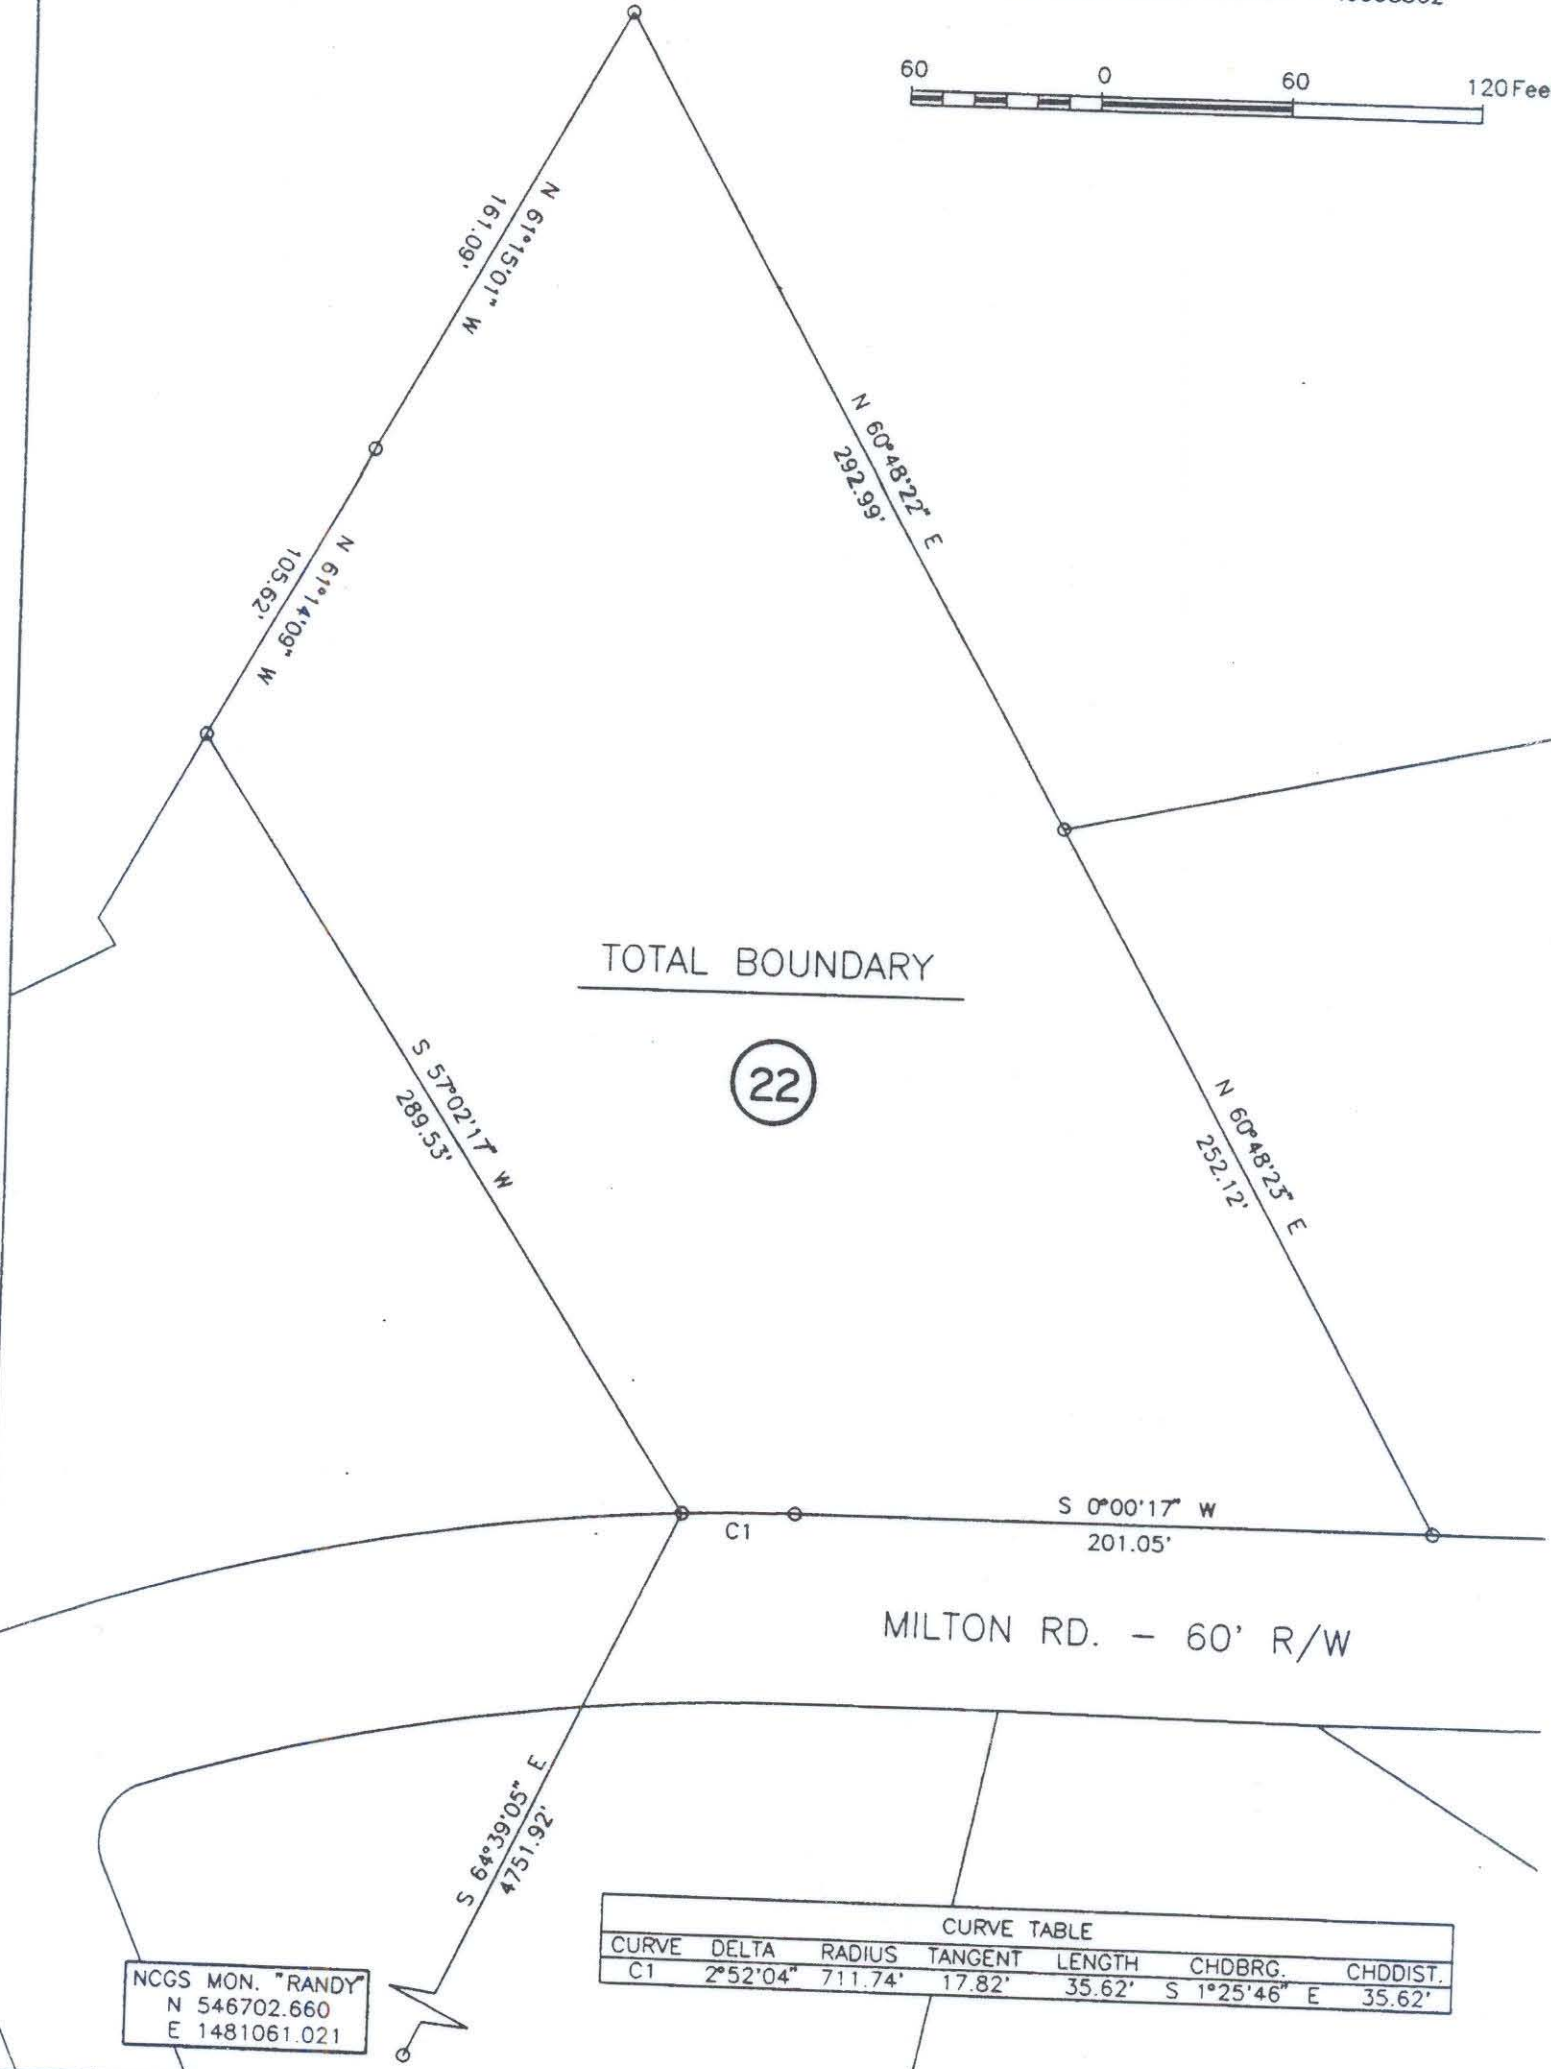 60 0 60 120 Fee
N 61°15'01" W
161.09'
N 60°48'22" E
292.99'
N 61°14'09" W
105.62'
TOTAL BOUNDARY
22
S 57°02'17" W
289.53'
N 60°48'23" E
252.12'
S 0°00'17" W
201.05'
C1
MILTON RD. - 60' R/W
S 64°39'05" E
4751.92'
CURVE TABLE
CURVE DELTA RADIUS TANGENT LENGTH CHDBRG. CHDDIST.
C1 2°52'04" 711.74' 17.82' 35.62' S 1°25'46" E 35.62'
NCGS MON. "RANDY"
N 546702.660
E 1481061.021